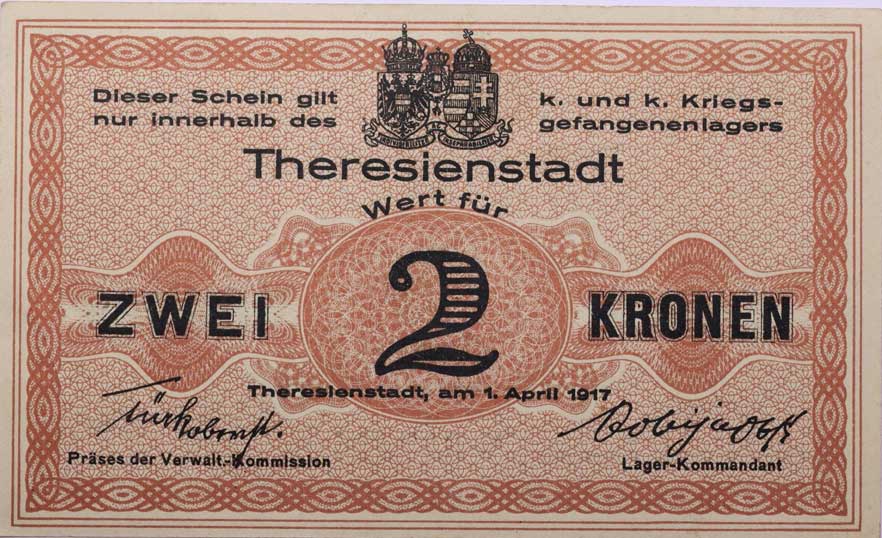 Dieser Schein gilt
nur innerhalb des
k. und k. Kriegs-
gefangenenlagers
Theresienstadt
Wert für
2
ZWEI KRONEN
Theresienstadt, am 1. April 1917
Präses der Verwalt.-Kommission
Lager-Kommandant